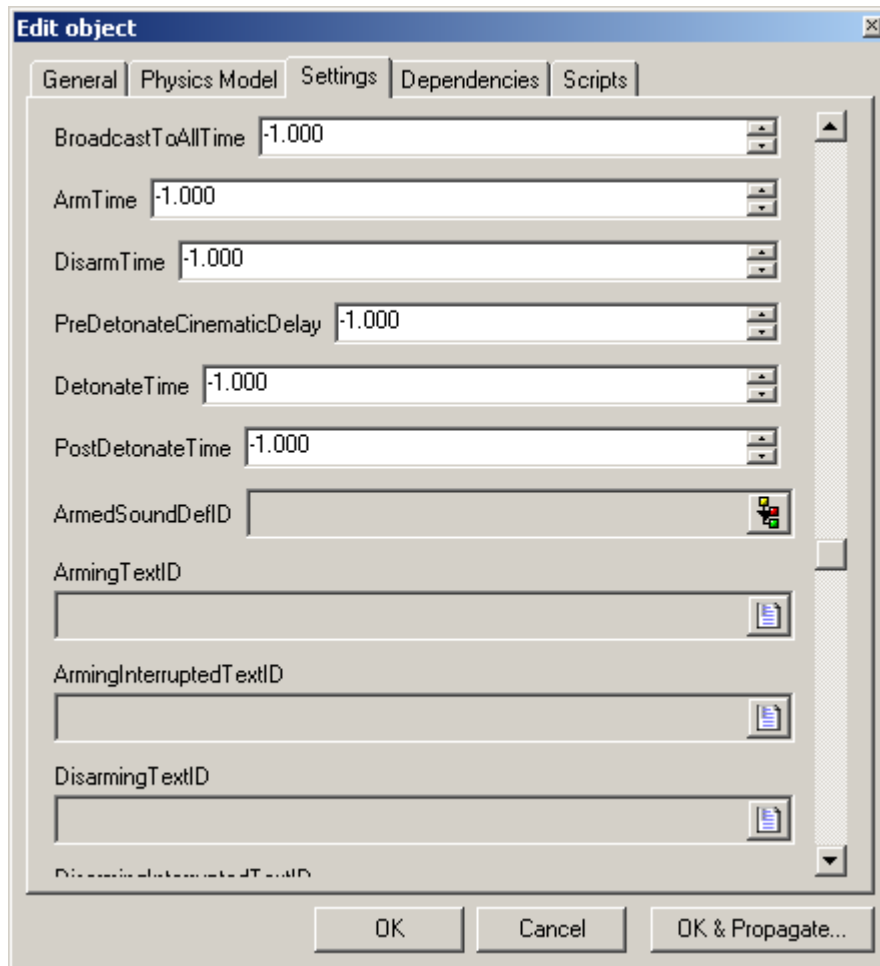 Edit object
General Physics Model Settings Dependencies Scripts
BroadcastToAllTime -1.000
ArmTime -1.000
DisarmTime -1.000
PreDetonateCinematicDelay -1.000
DetonateTime -1.000
PostDetonateTime -1.000
ArmedSoundDefID
ArmingTextID
ArmingInterruptedTextID
DisarmingTextID
DisarmingInterruptedTextID
OK Cancel OK & Propagate...